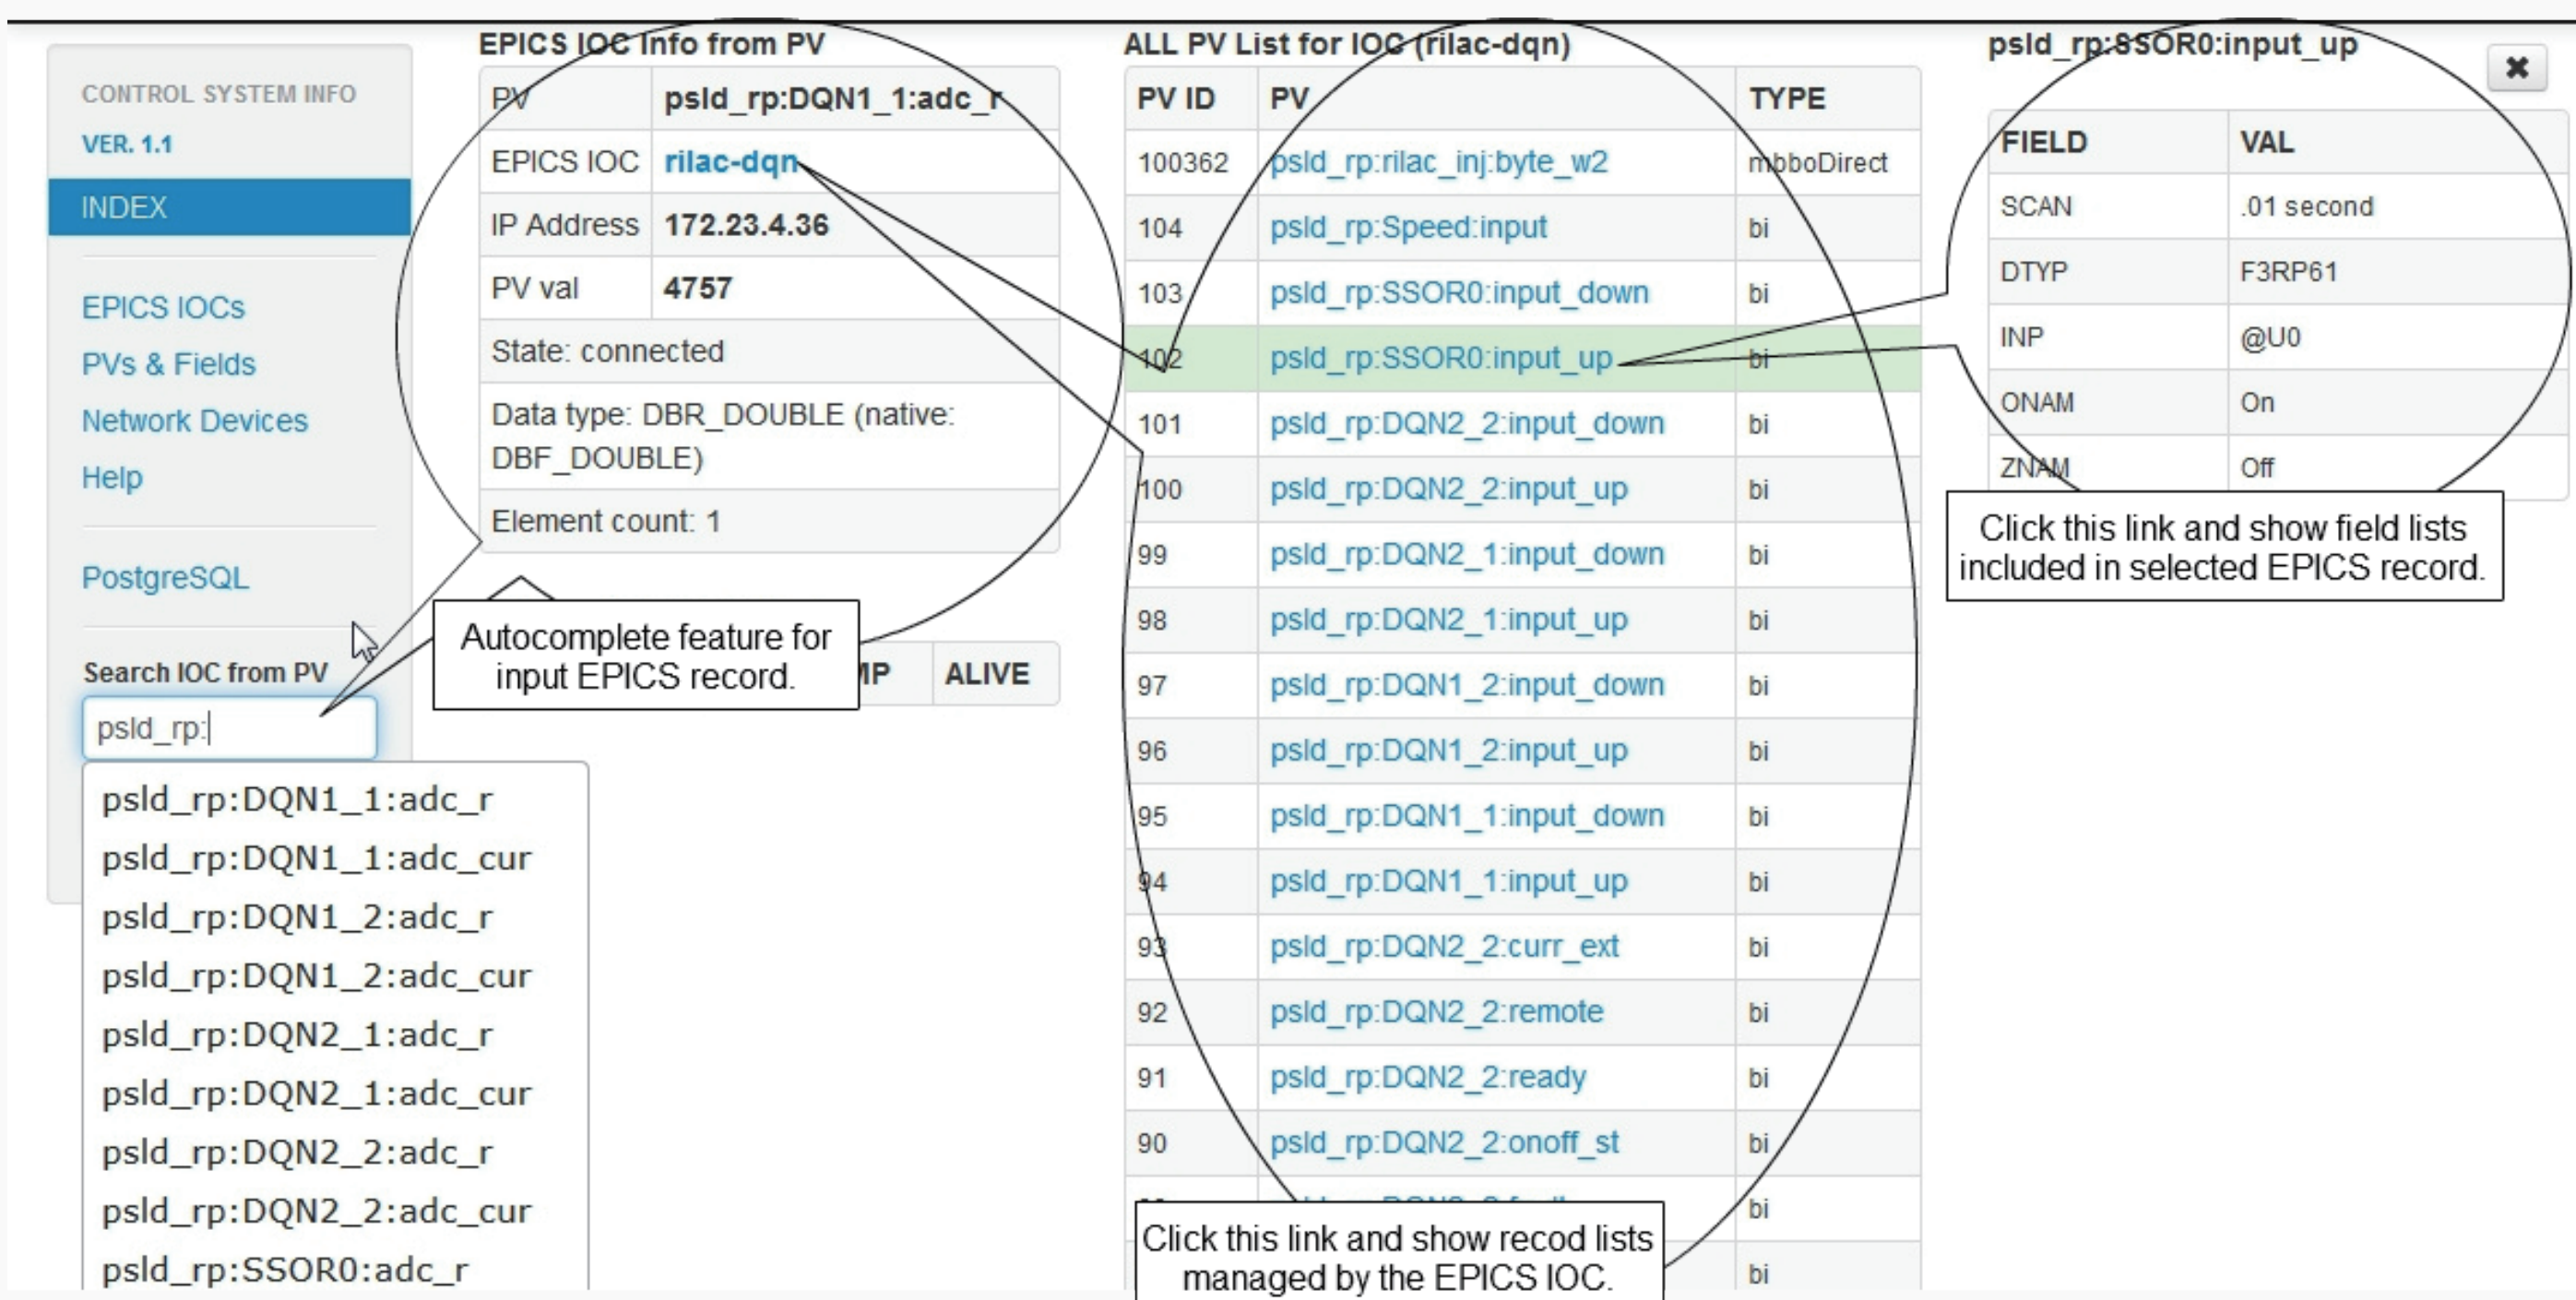 CONTROL SYSTEM INFO
VER. 1.1
INDEX
EPICS IOCs
PVs & Fields
Network Devices
Help
PostgreSQL
Search IOC from PV
psld_rp:
psld_rp:DQN1_1:adc_r
psld_rp:DQN1_1:adc_cur
psld_rp:DQN1_2:adc_r
psld_rp:DQN1_2:adc_cur
psld_rp:DQN2_1:adc_r
psld_rp:DQN2_1:adc_cur
psld_rp:DQN2_2:adc_r
psld_rp:DQN2_2:adc_cur
psld_rp:SSOR0:adc_r
EPICS IOC Info from PV
PV psld_rp:DQN1_1:adc_r
EPICS IOC rilac-dqn
IP Address 172.23.4.36
PV val 4757
State: connected
Data type: DBR_DOUBLE (native:
DBF_DOUBLE)
Element count: 1
Autocomplete feature for
input EPICS record.
MP ALIVE
ALL PV List for IOC (rilac-dqn)
PV ID PV TYPE
100362 psld_rp:rilac_inj:byte_w2 mbboDirect
104 psld_rp:Speed:input bi
103 psld_rp:SSOR0:input_down bi
102 psld_rp:SSOR0:input_up bi
101 psld_rp:DQN2_2:input_down bi
100 psld_rp:DQN2_2:input_up bi
99 psld_rp:DQN2_1:input_down bi
98 psld_rp:DQN2_1:input_up bi
97 psld_rp:DQN1_2:input_down bi
96 psld_rp:DQN1_2:input_up bi
95 psld_rp:DQN1_1:input_down bi
94 psld_rp:DQN1_1:input_up bi
93 psld_rp:DQN2_2:curr_ext bi
92 psld_rp:DQN2_2:remote bi
91 psld_rp:DQN2_2:ready bi
90 psld_rp:DQN2_2:onoff_st bi
bi
bi
Click this link and show recod lists
managed by the EPICS IOC.
psld_rp:SSOR0:input_up
FIELD VAL
SCAN .01 second
DTYP F3RP61
INP @U0
ONAM On
ZNAM Off
Click this link and show field lists
included in selected EPICS record.